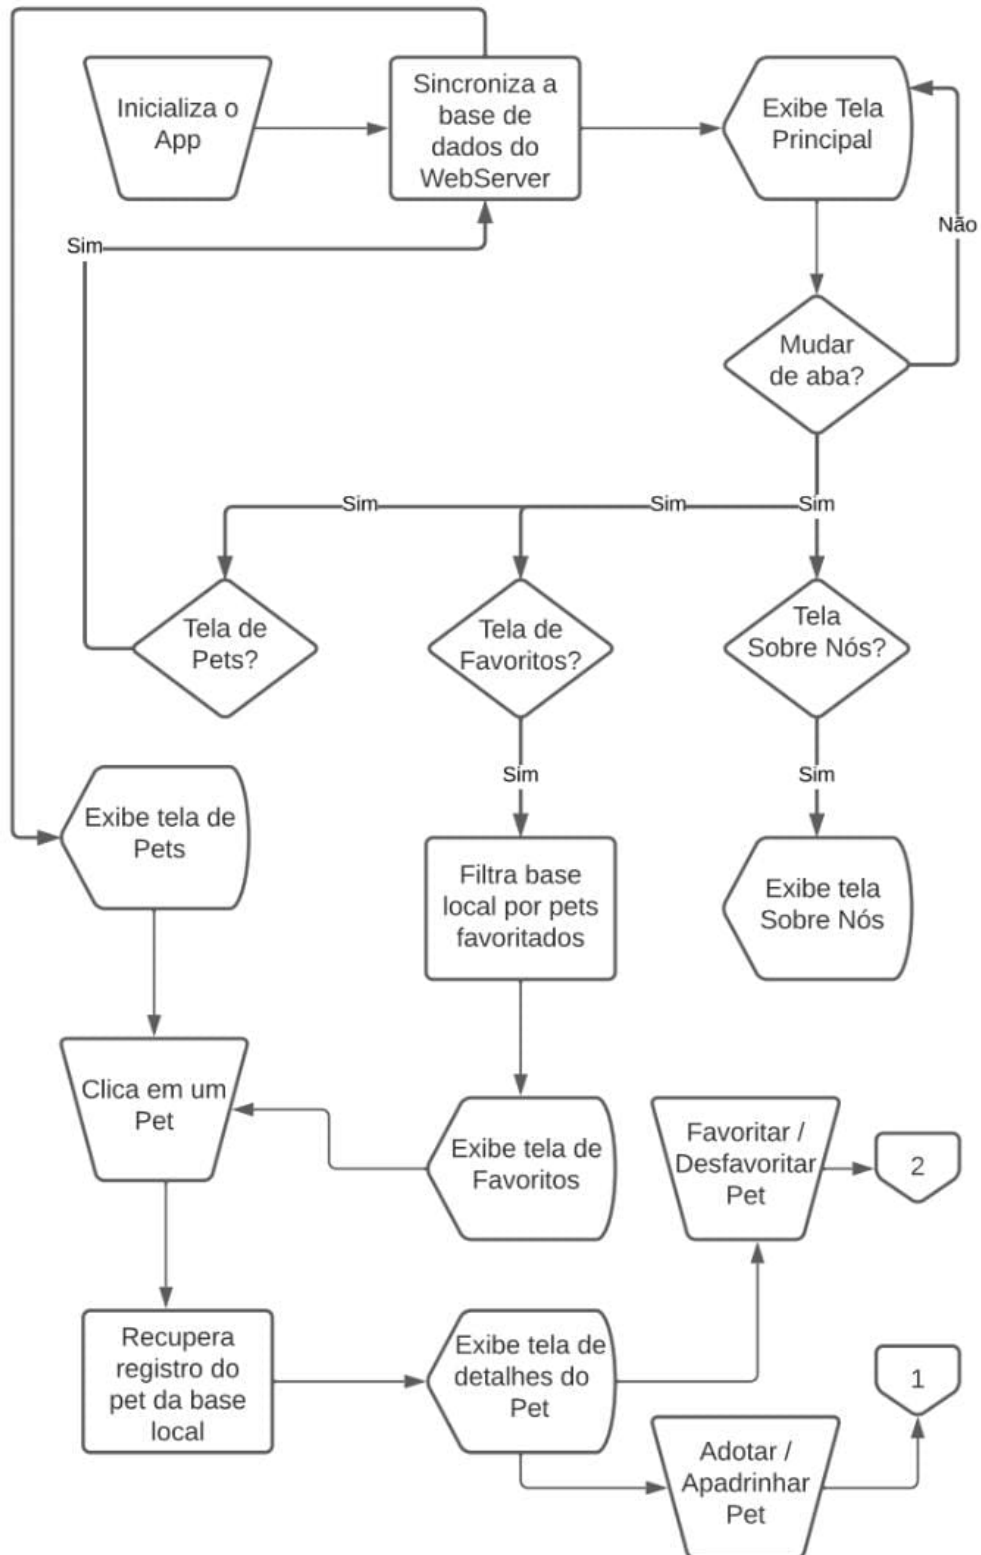 Inicializa o
App
Sincroniza a
base de
dados do
WebServer
Exibe Tela
Principal
Sim
Não
Mudar
de aba?
Sim
Sim
Sim
Tela de
Pets?
Tela de
Favoritos?
Tela
Sobre Nós?
Sim
Sim
Exibe tela de
Pets
Filtra base
local por pets
favoritados
Exibe tela
Sobre Nós
Clica em um
Pet
Exibe tela de
Favoritos
Favoritar /
Desfavoritar
Pet
2
Recupera
registro do
pet da base
local
Exibe tela de
detalhes do
Pet
1
Adotar /
Apadrinhar
Pet